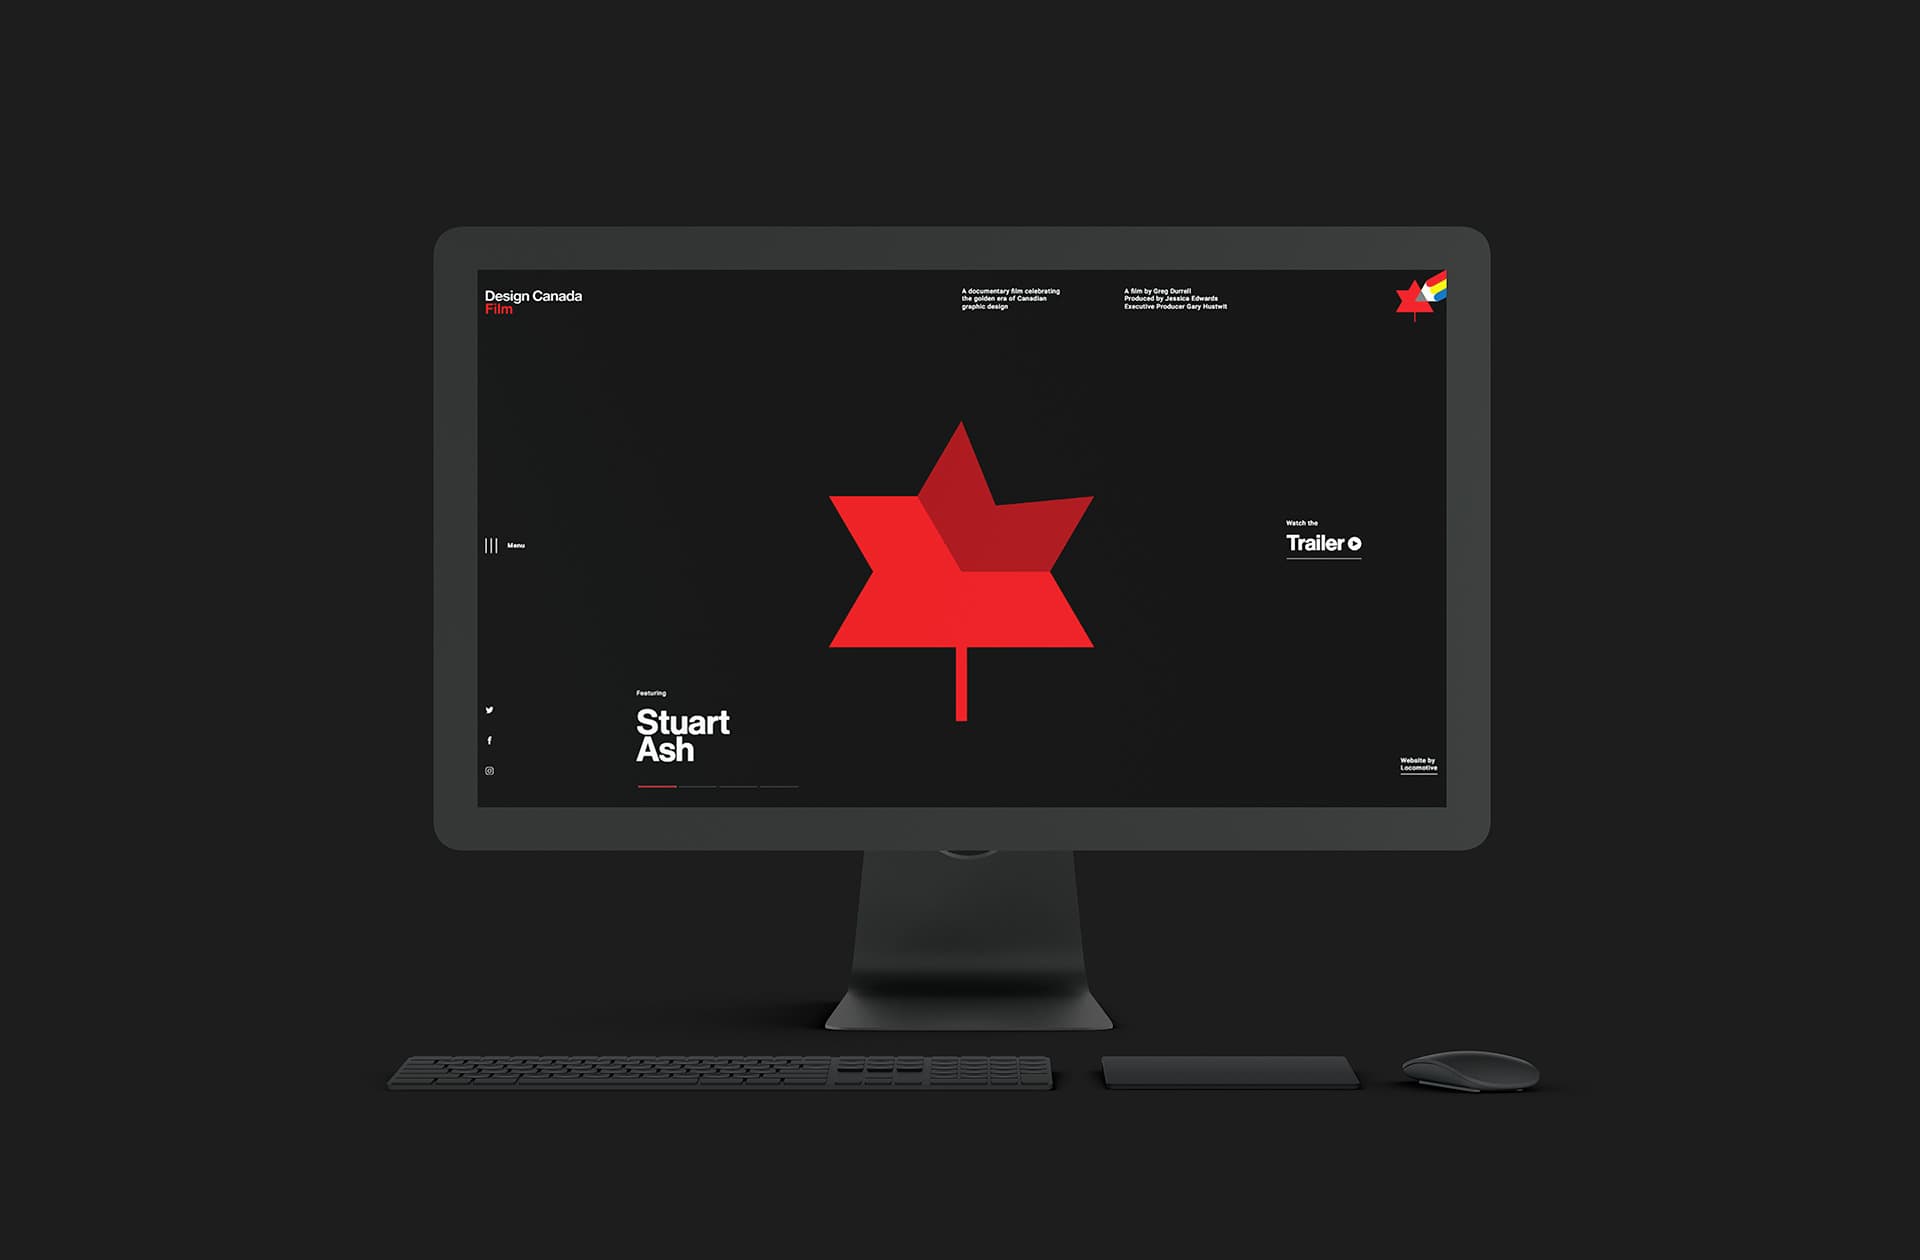 Design Canada
Film
A documentary film celebrating
the golden era of Canadian
graphic design
A film by Greg Durrell
Produced by Jessica Edwards
Executive Producer Gary Hustwit
Menu
Watch the
Trailer
Featuring
Stuart
Ash
Website by
Locomotive